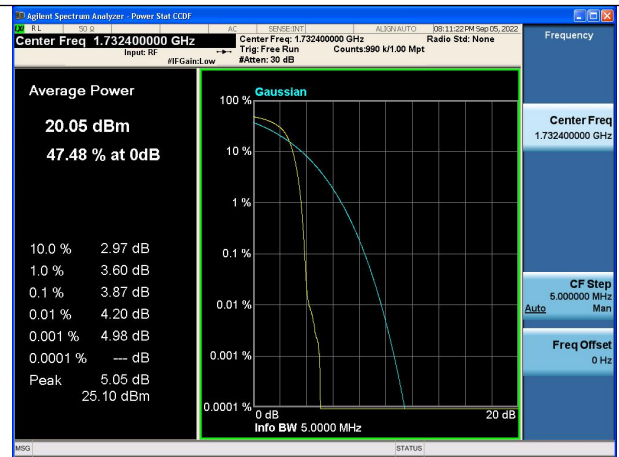 Agilent Spectrum Analyzer - Power Stat CCDF
RL 50 Ω AC SENSE:INT ALIGNAUTO 08:11:22 PM Sep 05, 2022
Center Freq 1.732400000 GHz
Input: RF
#IFGain:Low
Center Freq: 1.732400000 GHz
Trig: Free Run
#Atten: 30 dB
Counts:990 k/1.00 Mpt
Radio Std: None
Average Power
20.05 dBm
47.48 % at 0dB
10.0 % 2.97 dB
1.0 % 3.60 dB
0.1 % 3.87 dB
0.01 % 4.20 dB
0.001 % 4.98 dB
0.0001 % --- dB
Peak 5.05 dB
25.10 dBm
Gaussian
100 %
10 %
1 %
0.1 %
0.01 %
0.001 %
0.0001 %
0 dB 20 dB
Info BW 5.0000 MHz
Frequency
Center Freq
1.732400000 GHz
CF Step
5.000000 MHz
Auto Man
Freq Offset
0 Hz
MSG STATUS